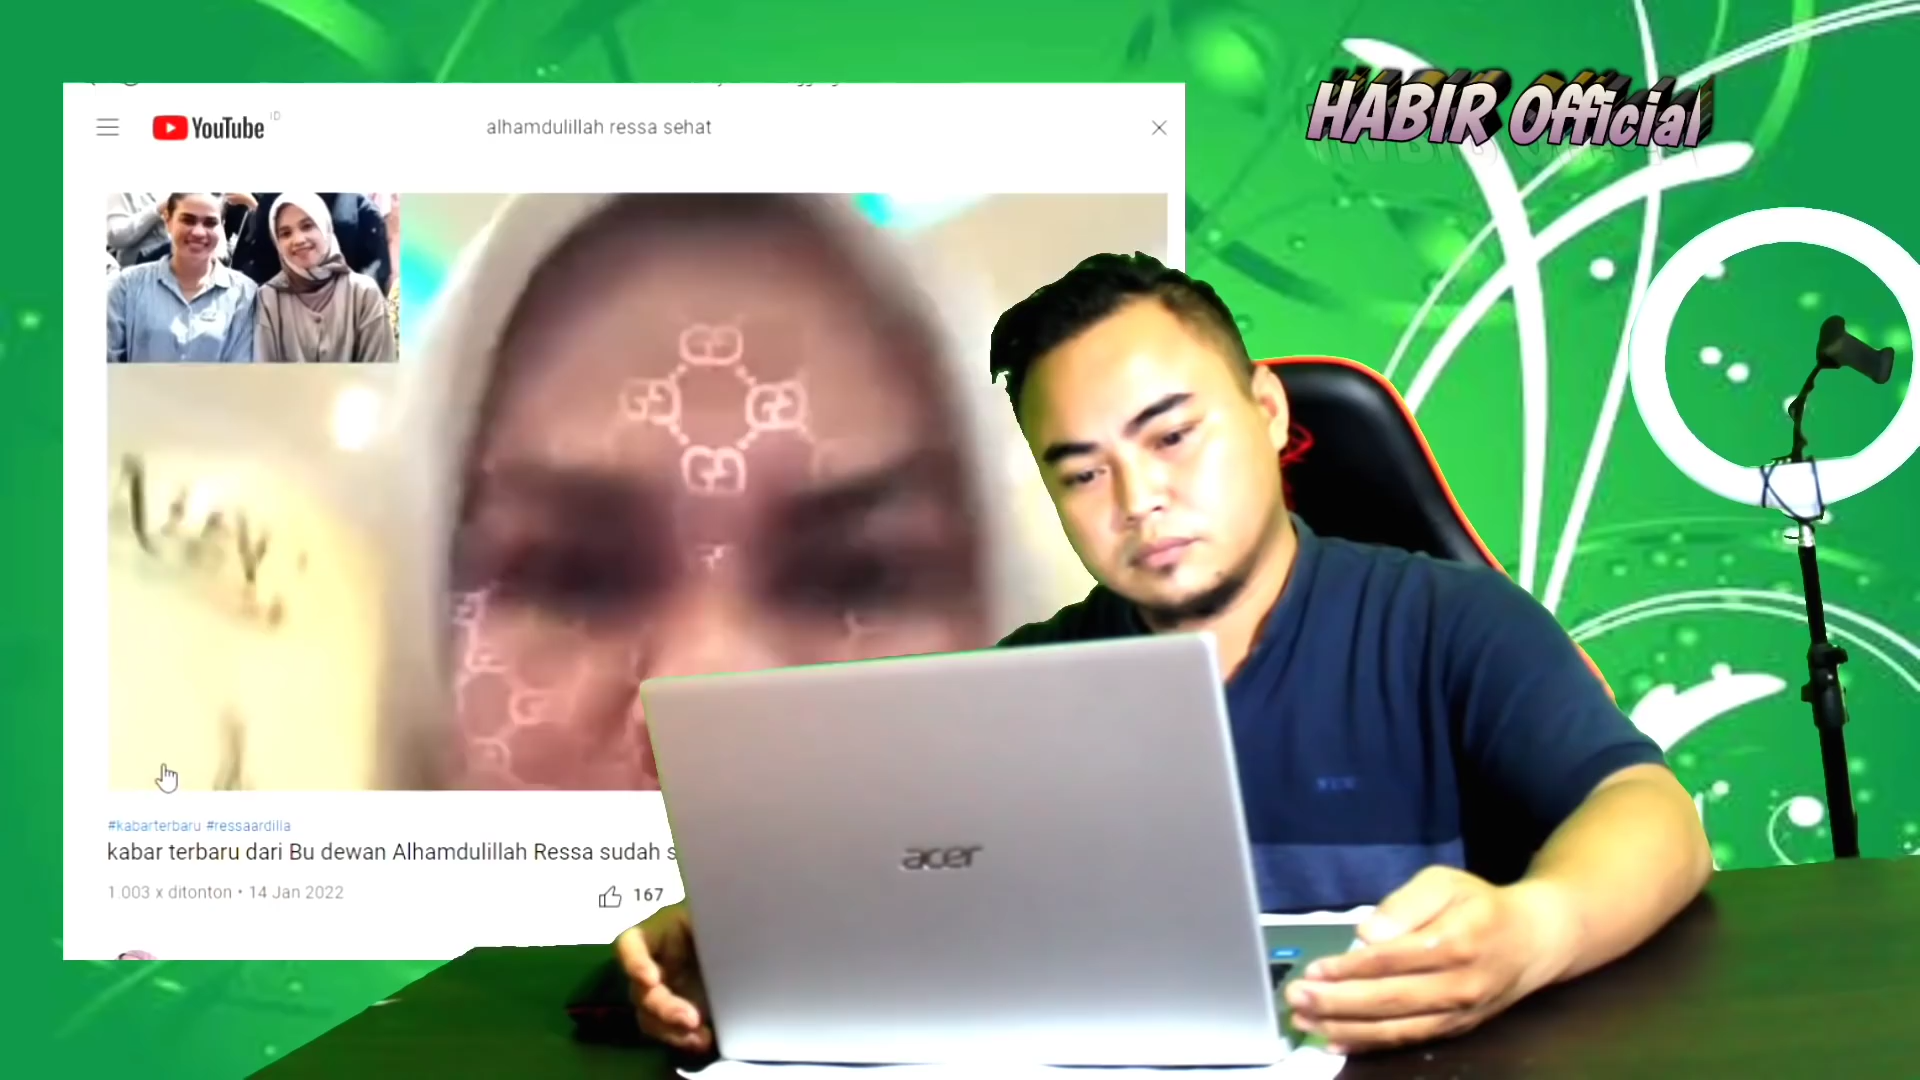 HABIR Official
YouTube ID
alhamdulillah ressa sehat
#kabarterbaru #ressaardilla
kabar terbaru dari Bu dewan Alhamdulillah Ressa sudah s
1.003 x ditonton • 14 Jan 2022
167
acer